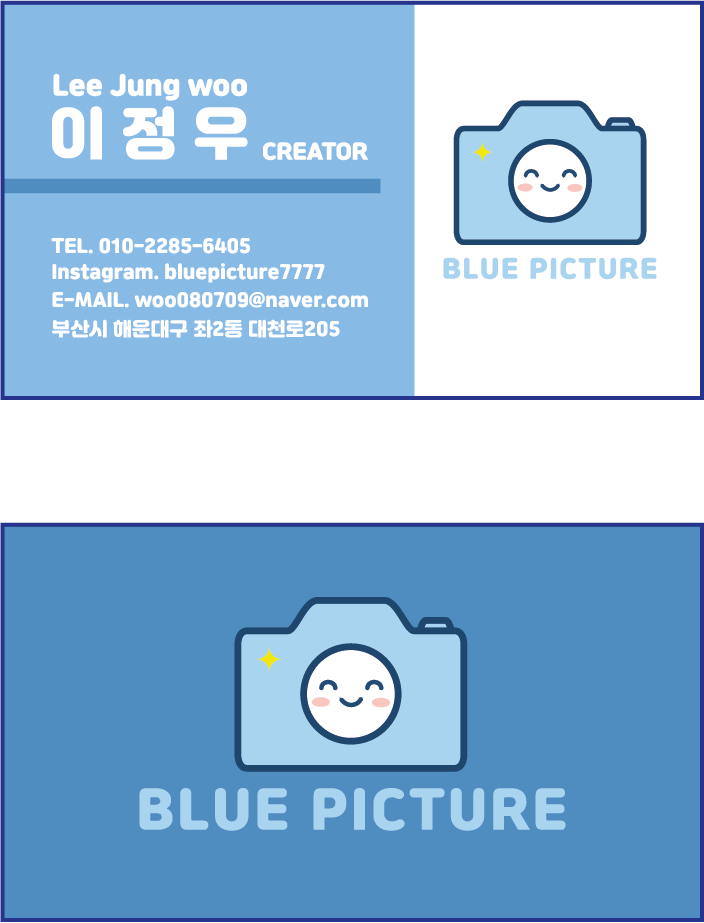 Lee Jung woo
이정우 CREATOR
TEL. 010-2285-6405
Instagram. bluepicture7777
E-MAIL. woo080709@naver.com
부산시 해운대구 좌2동 대천로205
BLUE PICTURE
BLUE PICTURE